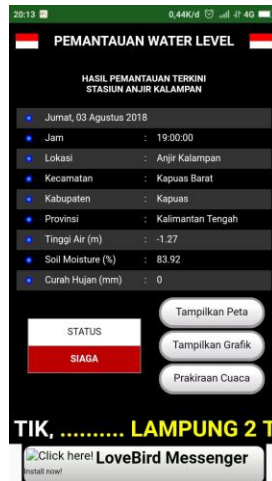 20:13 0,44K/d 4G
PEMANTAUAN WATER LEVEL
HASIL PEMANTAUAN TERKINI
STASIUN ANJIR KALAMPAN
Jumat, 03 Agustus 2018
Jam : 19:00:00
Lokasi : Anjir Kalampan
Kecamatan : Kapuas Barat
Kabupaten : Kapuas
Provinsi : Kalimantan Tengah
Tinggi Air (m) : -1.27
Soil Moisture (%) : 83.92
Curah Hujan (mm) : 0
STATUS
SIAGA
Tampilkan Peta
Tampilkan Grafik
Prakiraan Cuaca
TIK, .......... LAMPUNG 2 T
Click here! LoveBird Messenger
Install now!